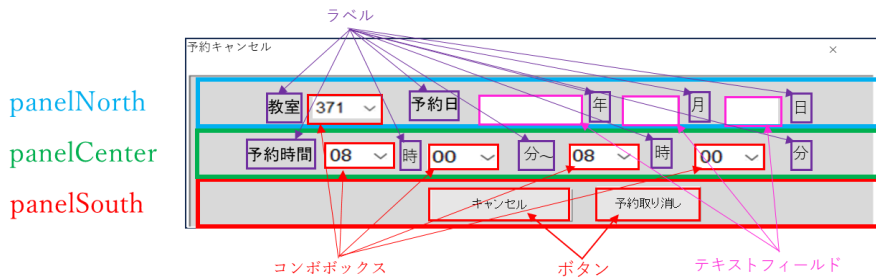 ラベル
予約キャンセル ×
panelNorth 教室 371 予約日 年 月 日
panelCenter 予約時間 08 時 00 分~ 08 時 00 分
panelSouth キャンセル 予約取り消し
コンボボックス ボタン テキストフィールド